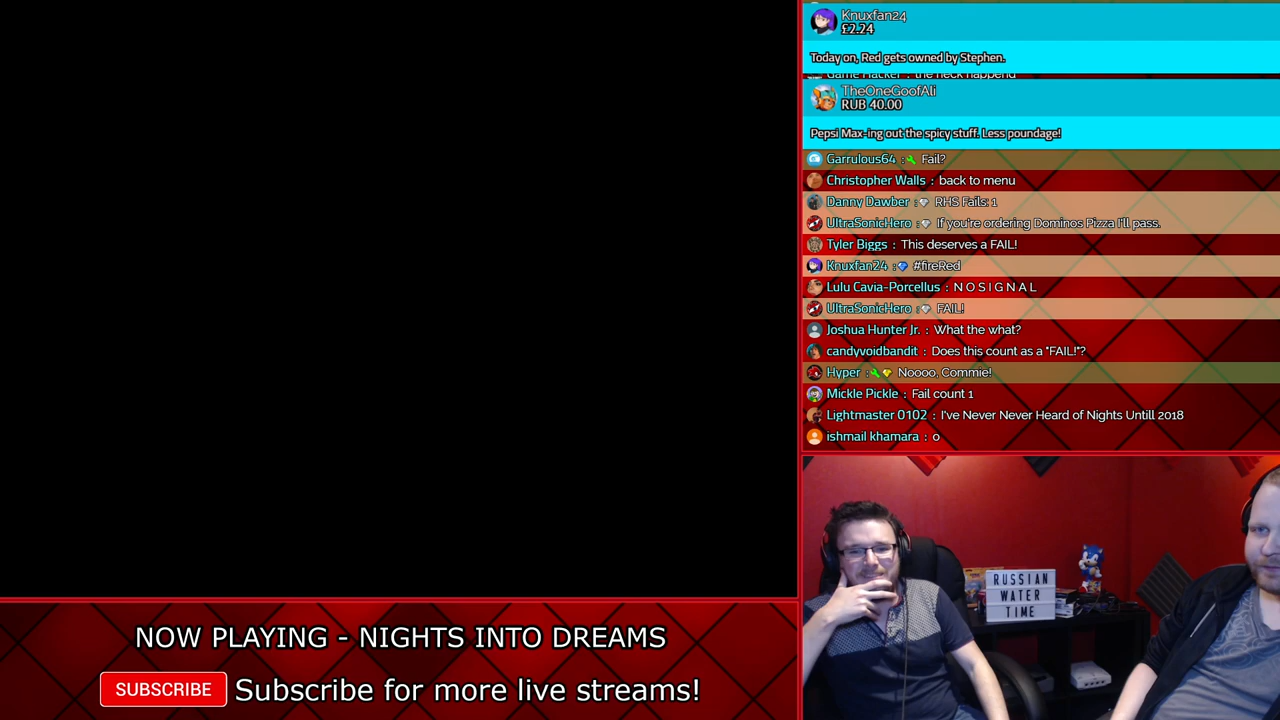 Knuxfan24
£2.24
Today on, Red gets owned by Stephen.
Game Hacker : the heck happend
TheOneGoofAli
RUB 40.00
Pepsi Max-ing out the spicy stuff. Less poundage!
Garrulous64 : Fail?
Christopher Walls : back to menu
Danny Dawber : RHS Fails: 1
UltraSonicHero : If you're ordering Dominos Pizza I'll pass.
Tyler Biggs : This deserves a FAIL!
Knuxfan24 : #fireRed
Lulu Cavia-Porcellus : N O S I G N A L
UltraSonicHero : FAIL!
Joshua Hunter Jr. : What the what?
candyvoidbandit : Does this count as a "FAIL!"?
Hyper : Noooo, Commie!
Mickle Pickle : Fail count 1
Lightmaster 0102 : I've Never Never Heard of Nights Untill 2018
ishmail khamara : o
RUSSIAN
WATER
TIME
NOW PLAYING - NIGHTS INTO DREAMS
SUBSCRIBE Subscribe for more live streams!